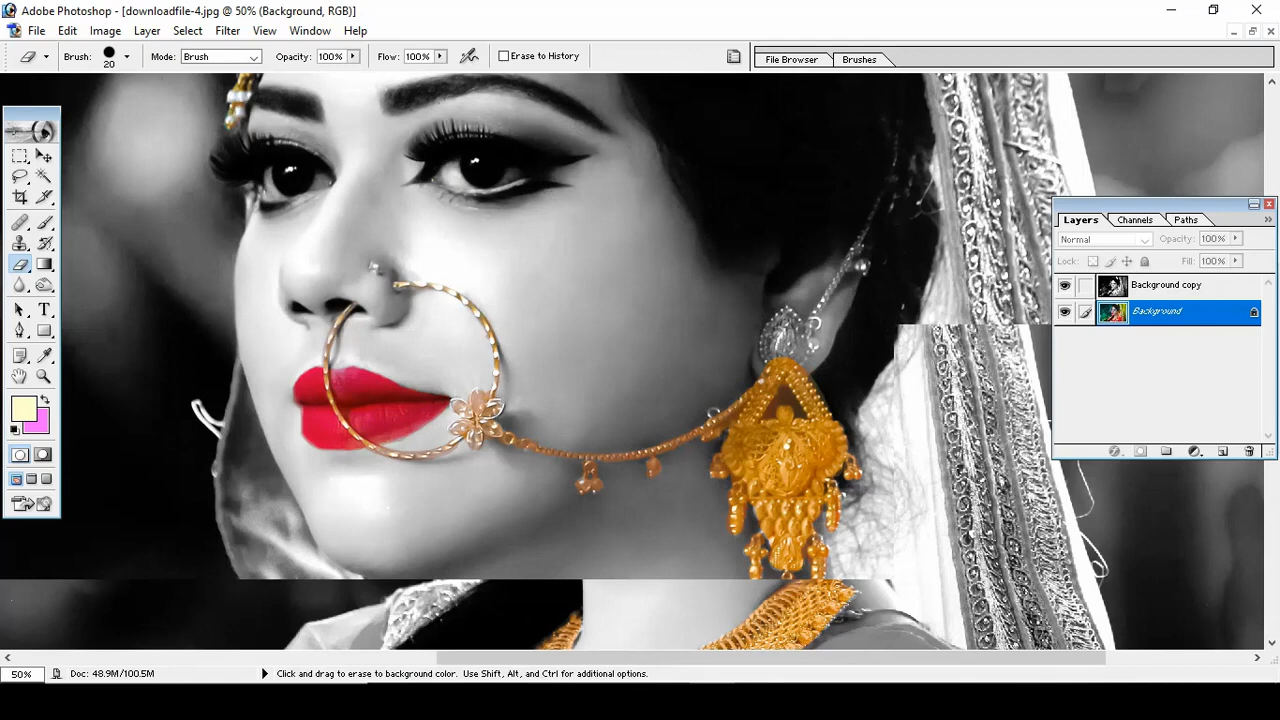 Adobe Photoshop - [downloadfile-4.jpg @ 50% (Background, RGB)]
File Edit Image Layer Select Filter View Window Help
Brush: 20 Mode: Brush Opacity: 100% Flow: 100% Erase to History File Browser Brushes
Layers Channels Paths
Normal Opacity: 100%
Lock: Fill: 100%
Background copy
Background
50% Doc: 48.9M/100.5M Click and drag to erase to background color. Use Shift, Alt, and Ctrl for additional options.